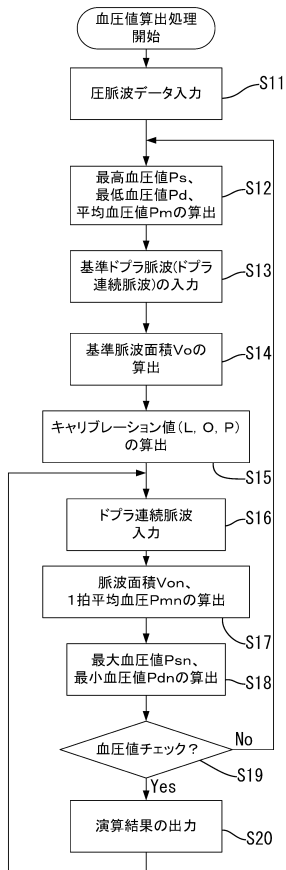 血圧値算出処理
開始
圧脈波データ入力
S11
最高血圧値Ps、
最低血圧値Pd、
平均血圧値Pmの算出
S12
基準ドプラ脈波(ドプラ
連続脈波)の入力
S13
基準脈波面積Voの
算出
S14
キャリブレーション値(L, O, P)
の算出
S15
ドプラ連続脈波
入力
S16
脈波面積Von、
1拍平均血圧Pmnの算出
S17
最大血圧値Psn、
最小血圧値Pdnの算出
S18
血圧値チェック?
No
S19
Yes
演算結果の出力
S20